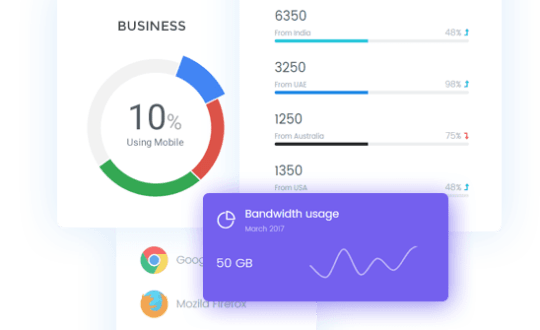 BUSINESS
10%
Using Mobile
6350
From India
48%
3250
From UAE
98%
1250
From Australia
75%
1350
From USA
48%
Bandwidth usage
March 2017
50 GB
Goog
Mozila Firefox